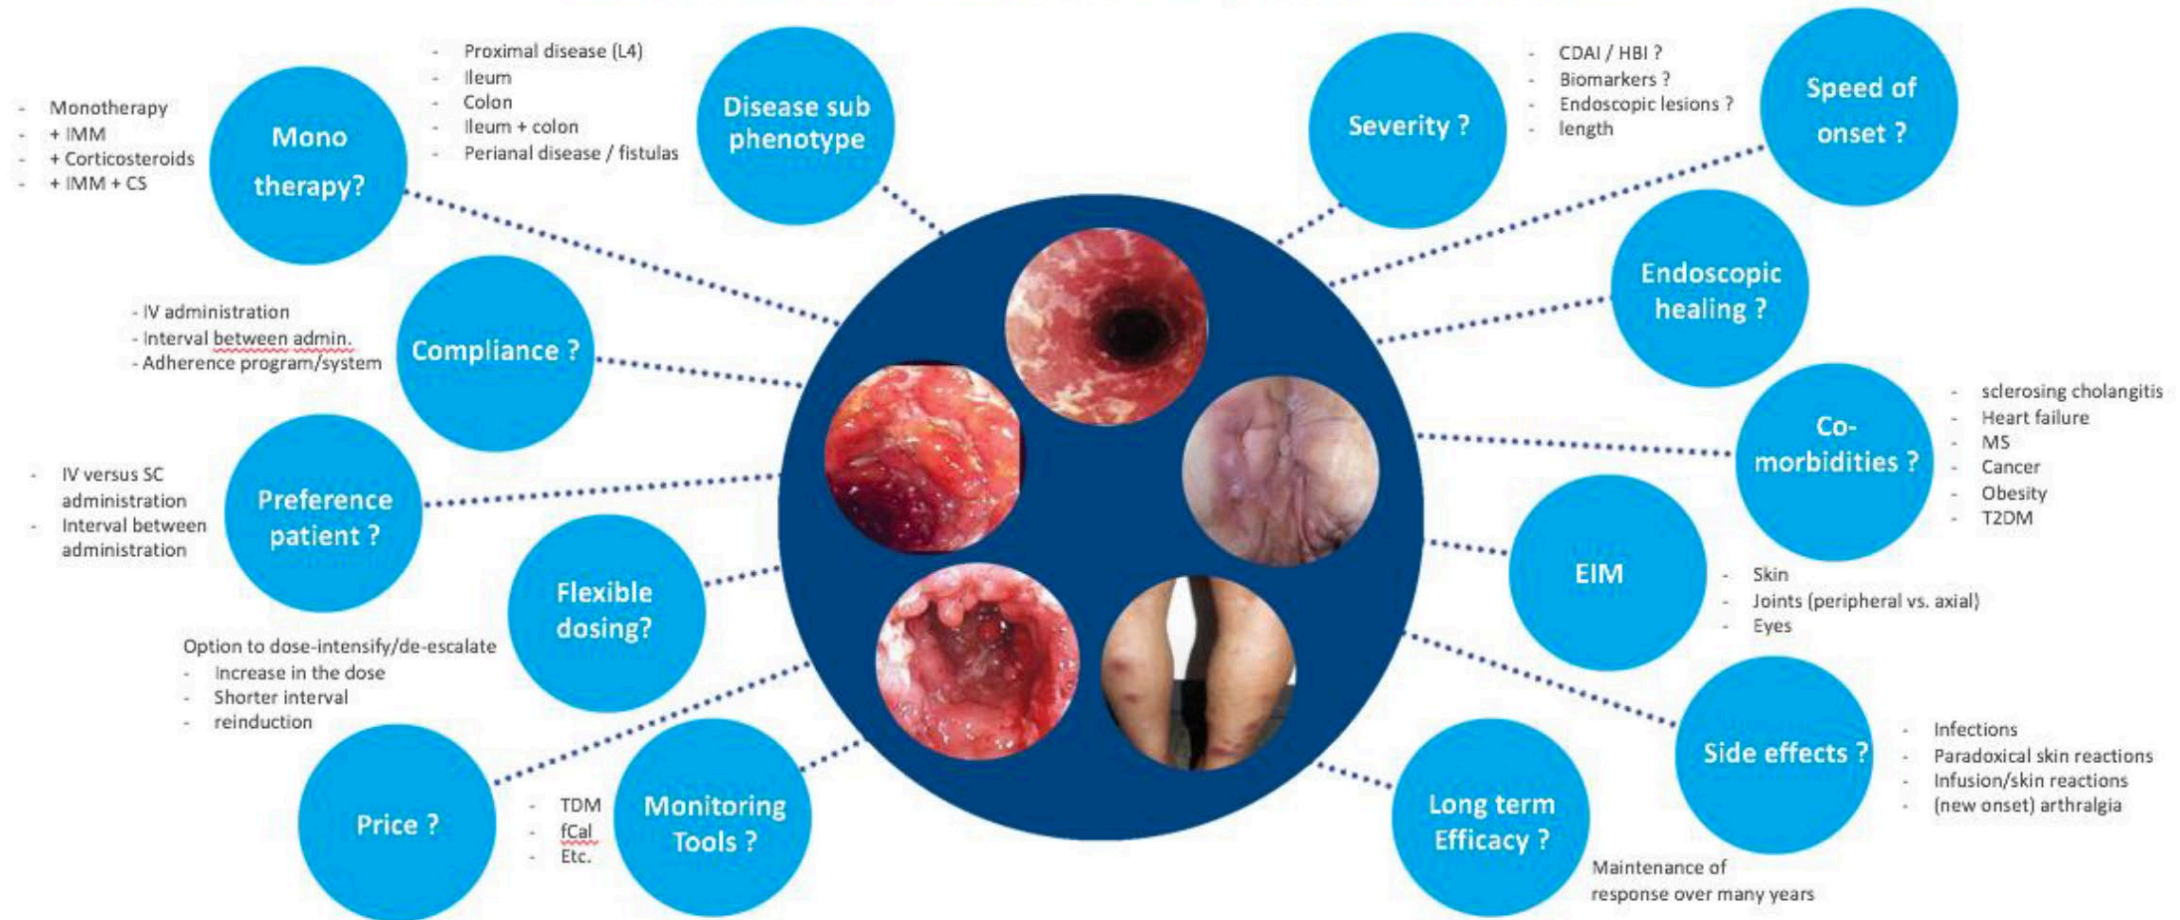 - Monotherapy
- + IMM
- + Corticosteroids
- + IMM + CS
Mono
therapy?
- Proximal disease (L4)
- Ileum
- Colon
- Ileum + colon
- Perianal disease / fistulas
Disease sub
phenotype
Severity ?
- CDAI / HBI ?
- Biomarkers ?
- Endoscopic lesions ?
- length
Speed of
onset ?
- IV administration
- Interval between admin.
- Adherence program/system
Compliance ?
Endoscopic
healing ?
- IV versus SC
administration
- Interval between
administration
Preference
patient ?
Co-
morbidities ?
- sclerosing cholangitis
- Heart failure
- MS
- Cancer
- Obesity
- T2DM
Flexible
dosing?
Option to dose-intensify/de-escalate
- Increase in the dose
- Shorter interval
- reinduction
EIM
- Skin
- Joints (peripheral vs. axial)
- Eyes
Price ?
- TDM
- fCal
- Etc.
Monitoring
Tools ?
Long term
Efficacy ?
Maintenance of
response over many years
Side effects ?
- Infections
- Paradoxical skin reactions
- Infusion/skin reactions
- (new onset) arthralgia